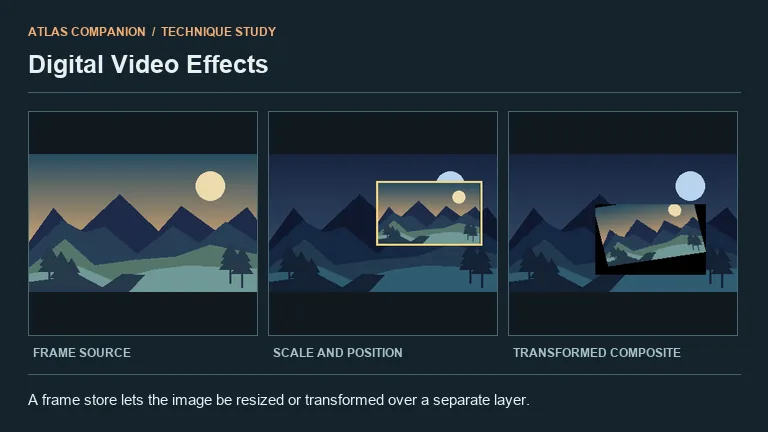 ATLAS COMPANION / TECHNIQUE STUDY
Digital Video Effects
FRAME SOURCE
SCALE AND POSITION
TRANSFORMED COMPOSITE
A frame store lets the image be resized or transformed over a separate layer.